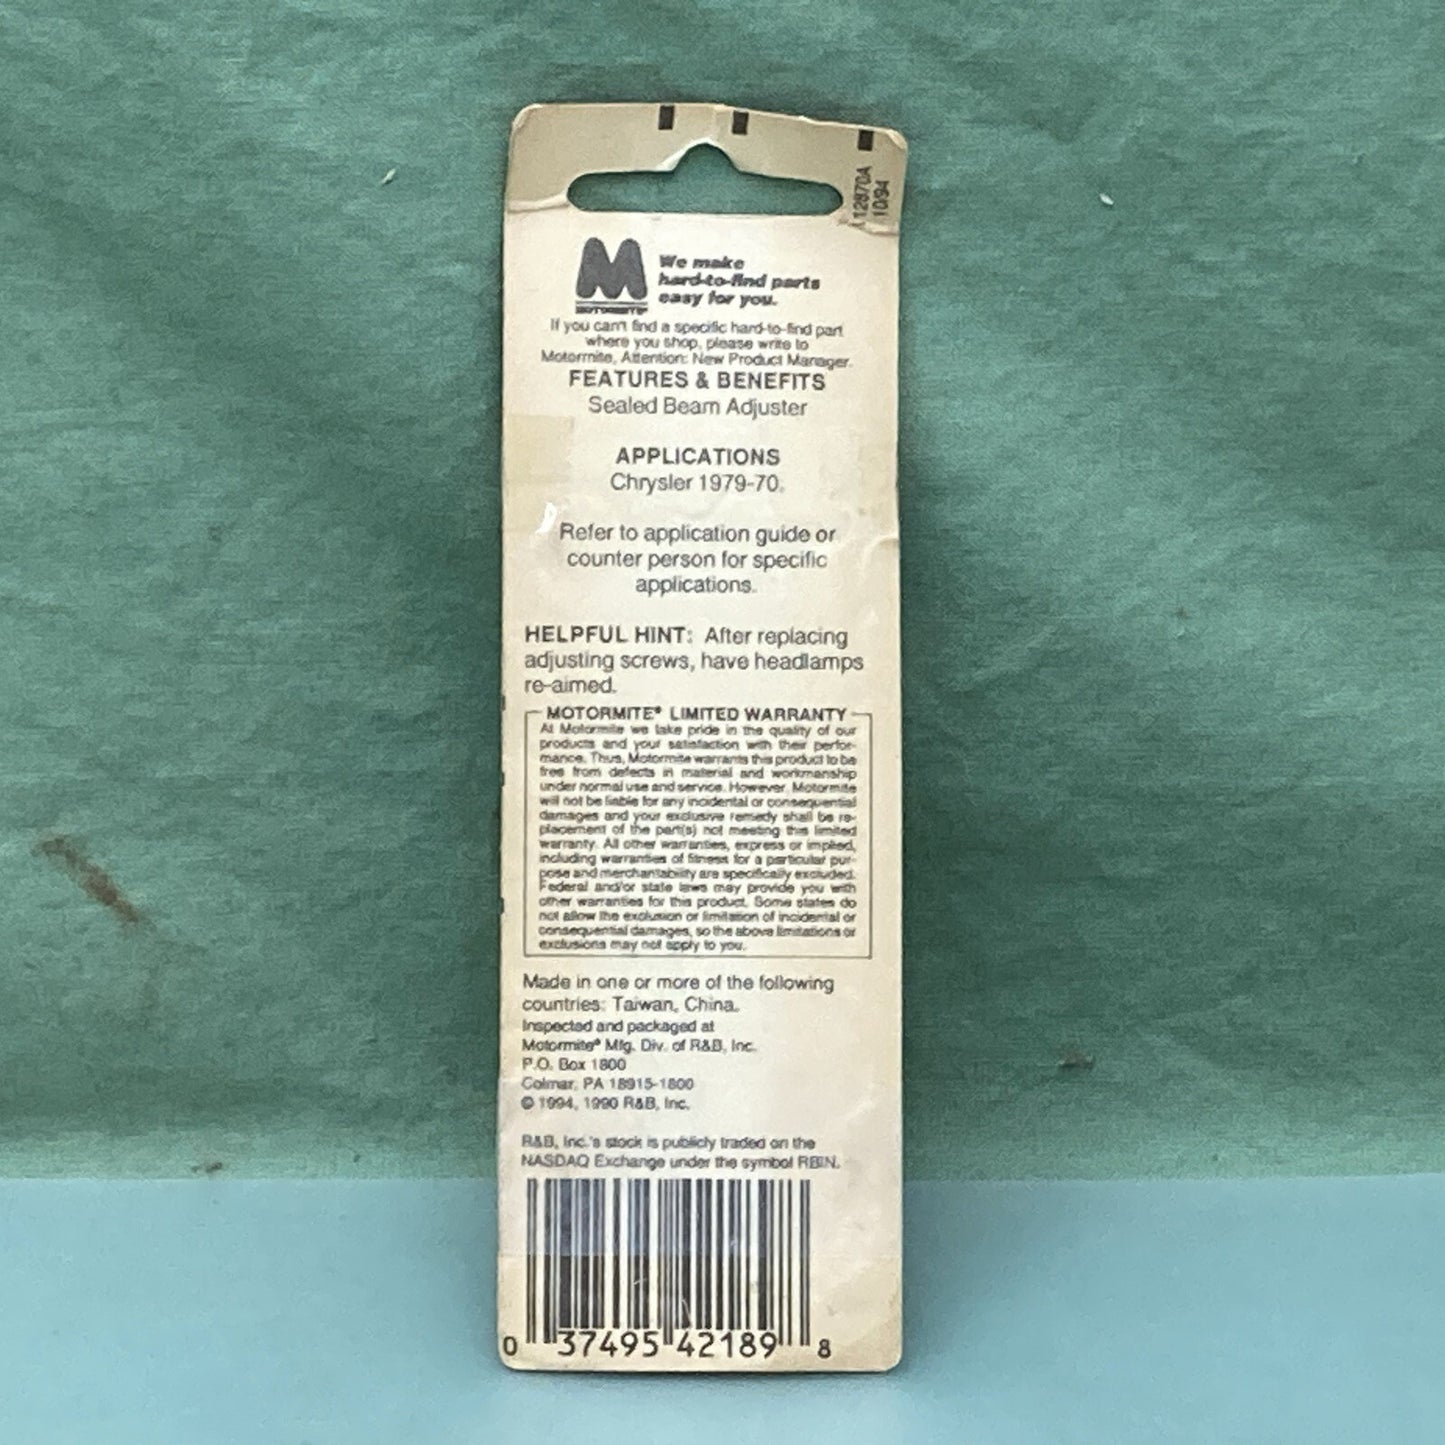 12870A
10/94
We make
hard-to-find parts
easy for you.
MOTORMITE®
If you can't find a specific hard-to-find part
where you shop, please write to
Motormite, Attention: New Product Manager.
FEATURES & BENEFITS
Sealed Beam Adjuster
APPLICATIONS
Chrysler 1979-70.
Refer to application guide or
counter person for specific
applications.
HELPFUL HINT: After replacing
adjusting screws, have headlamps
re-aimed.
MOTORMITE® LIMITED WARRANTY
At Motormite we take pride in the quality of our
products and your satisfaction with their perfor-
mance. Thus, Motormite warrants this product to be
free from defects in material and workmanship
under normal use and service. However, Motormite
will not be liable for any incidental or consequential
damages and your exclusive remedy shall be re-
placement of the part(s) not meeting this limited
warranty. All other warranties, express or implied,
including warranties of fitness for a particular pur-
pose and merchantability are specifically excluded.
Federal and/or state laws may provide you with
other warranties for this product. Some states do
not allow the exclusion or limitation of incidental or
consequential damages, so the above limitations or
exclusions may not apply to you.
Made in one or more of the following
countries: Taiwan, China.
Inspected and packaged at
Motormite® Mfg. Div. of R&B, Inc.
P.O. Box 1800
Colmar, PA 18915-1800
© 1994, 1990 R&B, Inc.
R&B, Inc.'s stock is publicly traded on the
NASDAQ Exchange under the symbol RBIN.
0 37495 42189 8